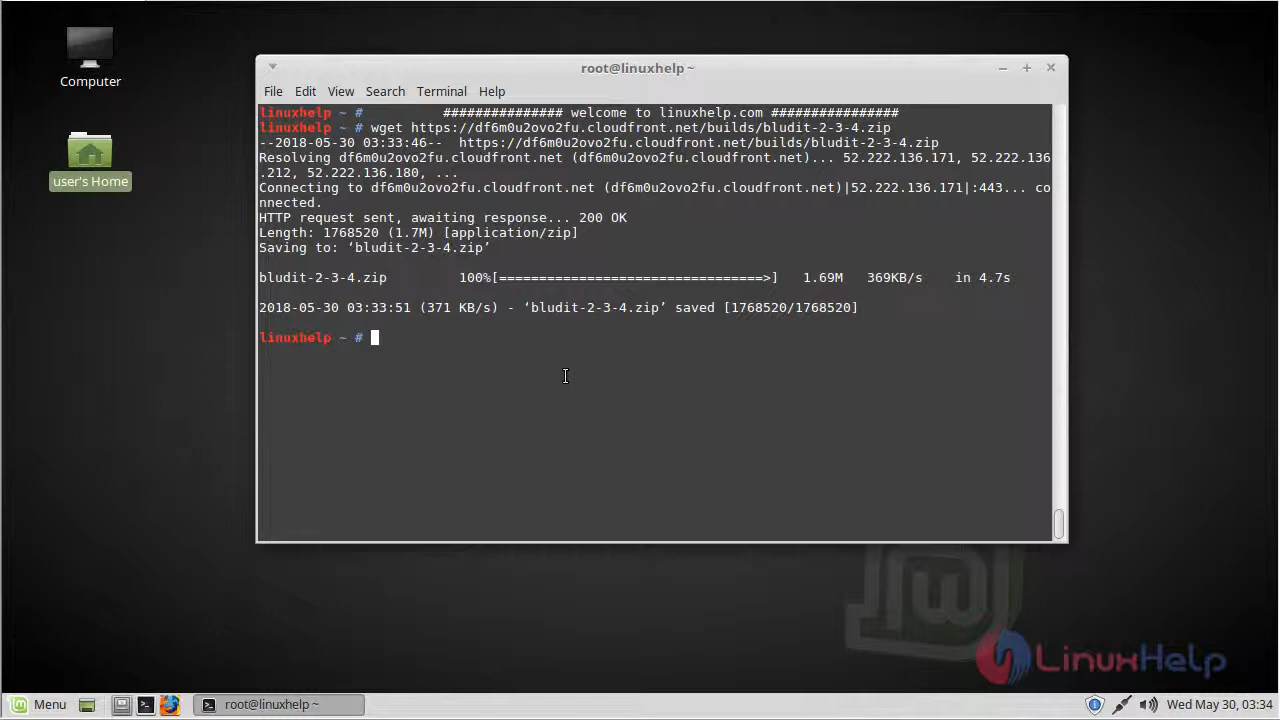 Computer
user's Home
root@linuxhelp ~
File Edit View Search Terminal Help
linuxhelp ~ # ############### welcome to linuxhelp.com ################
linuxhelp ~ # wget https://df6m0u2ovo2fu.cloudfront.net/builds/bludit-2-3-4.zip
--2018-05-30 03:33:46-- https://df6m0u2ovo2fu.cloudfront.net/builds/bludit-2-3-4.zip
Resolving df6m0u2ovo2fu.cloudfront.net (df6m0u2ovo2fu.cloudfront.net)... 52.222.136.171, 52.222.136
.212, 52.222.136.180, ...
Connecting to df6m0u2ovo2fu.cloudfront.net (df6m0u2ovo2fu.cloudfront.net)|52.222.136.171|:443... co
nnected.
HTTP request sent, awaiting response... 200 OK
Length: 1768520 (1.7M) [application/zip]
Saving to: ‘bludit-2-3-4.zip’
bludit-2-3-4.zip 100%[=================================>] 1.69M 369KB/s in 4.7s
2018-05-30 03:33:51 (371 KB/s) - ‘bludit-2-3-4.zip’ saved [1768520/1768520]
linuxhelp ~ #
LinuxHelp
Menu
root@linuxhelp ~
Wed May 30, 03:34